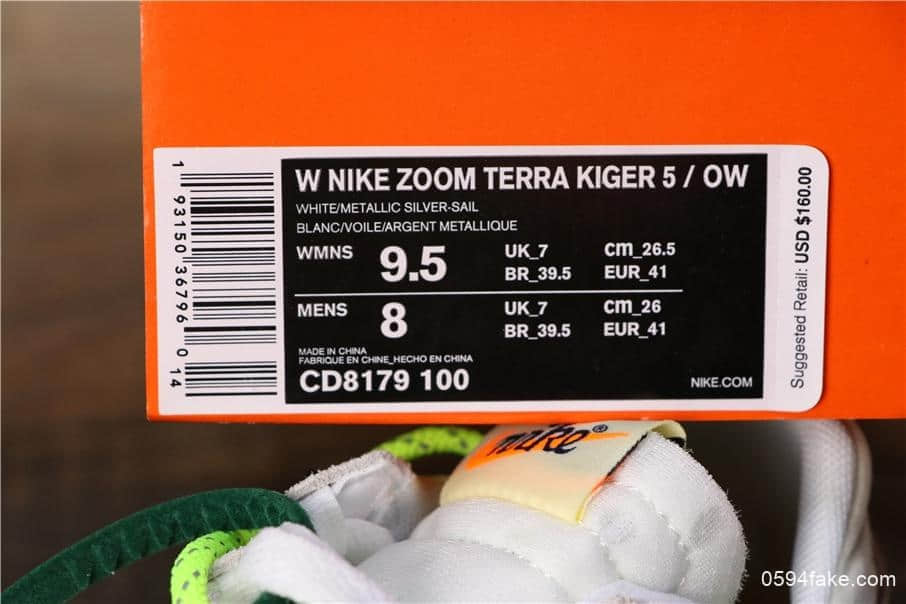 W NIKE ZOOM TERRA KIGER 5 / OW
WHITE/METALLIC SILVER-SAIL
BLANC/VOILE/ARGENT METALLIQUE
WMNS 9.5 UK_7 cm_26.5
BR_39.5 EUR_41
MENS 8 UK_7 cm_26
BR_39.5 EUR_41
MADE IN CHINA
FABRIQUE EN CHINE_HECHO EN CHINA
CD8179 100
NIKE.COM
1 93150 36796 0 14
Suggested Retail: USD $160.00
nike®
0594fake.com